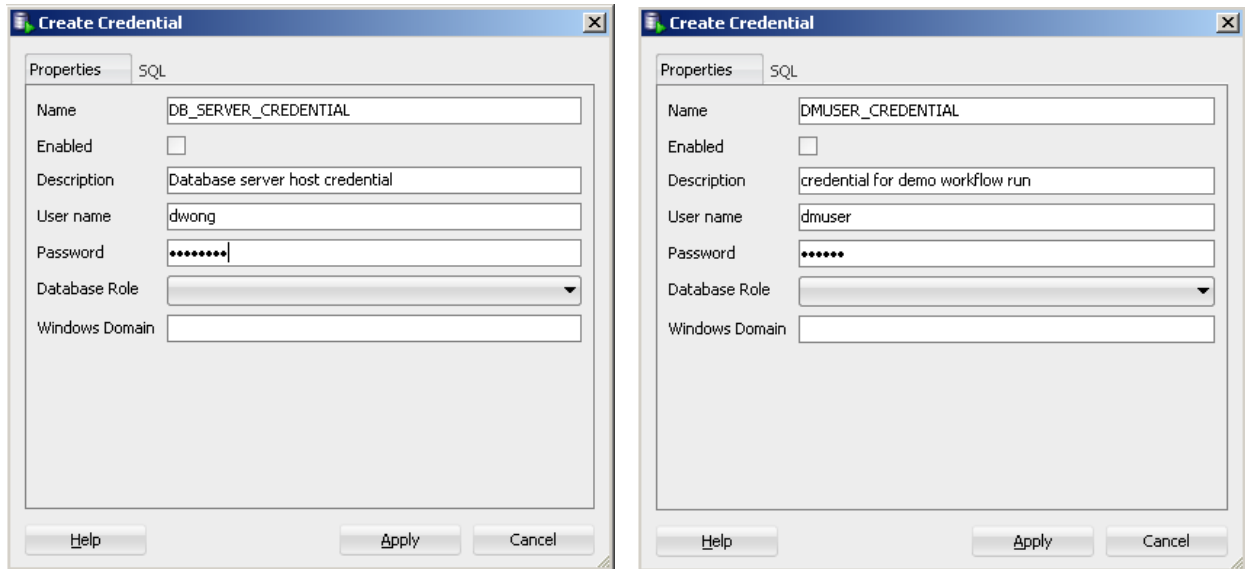 Create Credential
Properties SQL
Name DB_SERVER_CREDENTIAL
Enabled
Description Database server host credential
User name dwong
Password ••••••••
Database Role
Windows Domain
Help Apply Cancel
Create Credential
Properties SQL
Name DMUSER_CREDENTIAL
Enabled
Description credential for demo workflow run
User name dmuser
Password ••••••
Database Role
Windows Domain
Help Apply Cancel